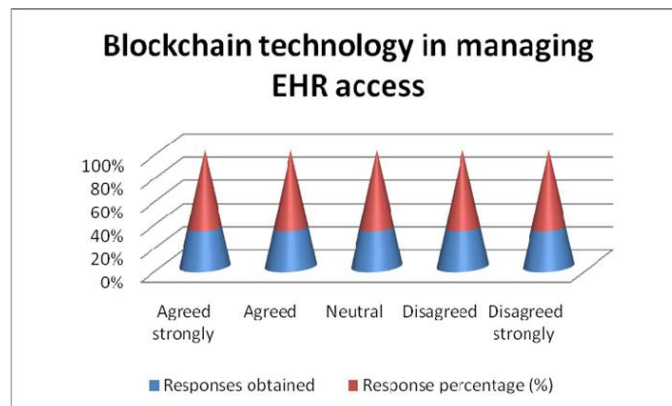 Blockchain technology in managing
EHR access
100%
80%
60%
40%
20%
0%
Agreed strongly
Agreed
Neutral
Disagreed
Disagreed strongly
Responses obtained
Response percentage (%)